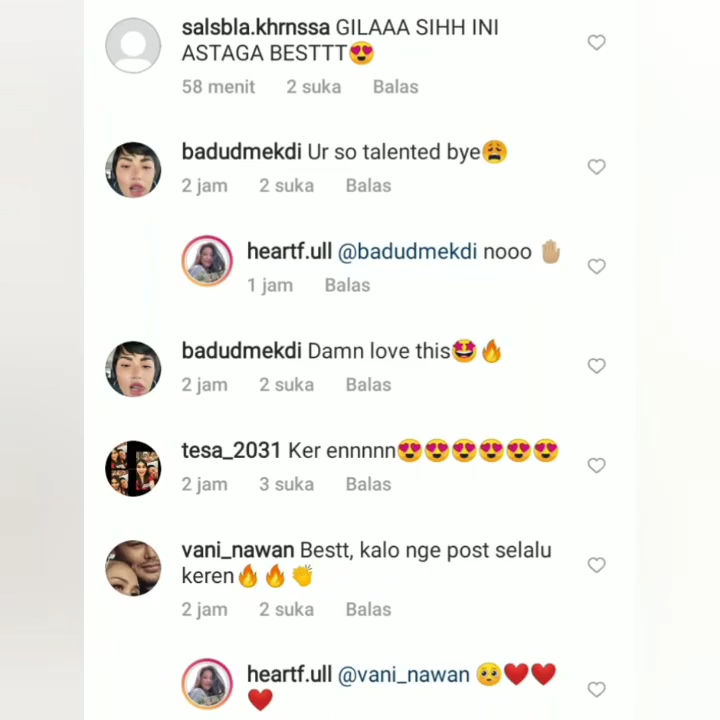 salsbla.khrnssa GILAAA SIHH INI
ASTAGA BESTTT😍
58 menit 2 suka Balas
badudmekdi Ur so talented bye😩
2 jam 2 suka Balas
heartf.ull @badudmekdi nooo 🤚🏼
1 jam Balas
badudmekdi Damn love this🤩🔥
2 jam 2 suka Balas
tesa_2031 Ker ennnnn😍😍😍😍😍😍
2 jam 3 suka Balas
vani_nawan Bestt, kalo nge post selalu
keren🔥🔥👏
2 jam 2 suka Balas
heartf.ull @vani_nawan 🥺❤️❤️
❤️